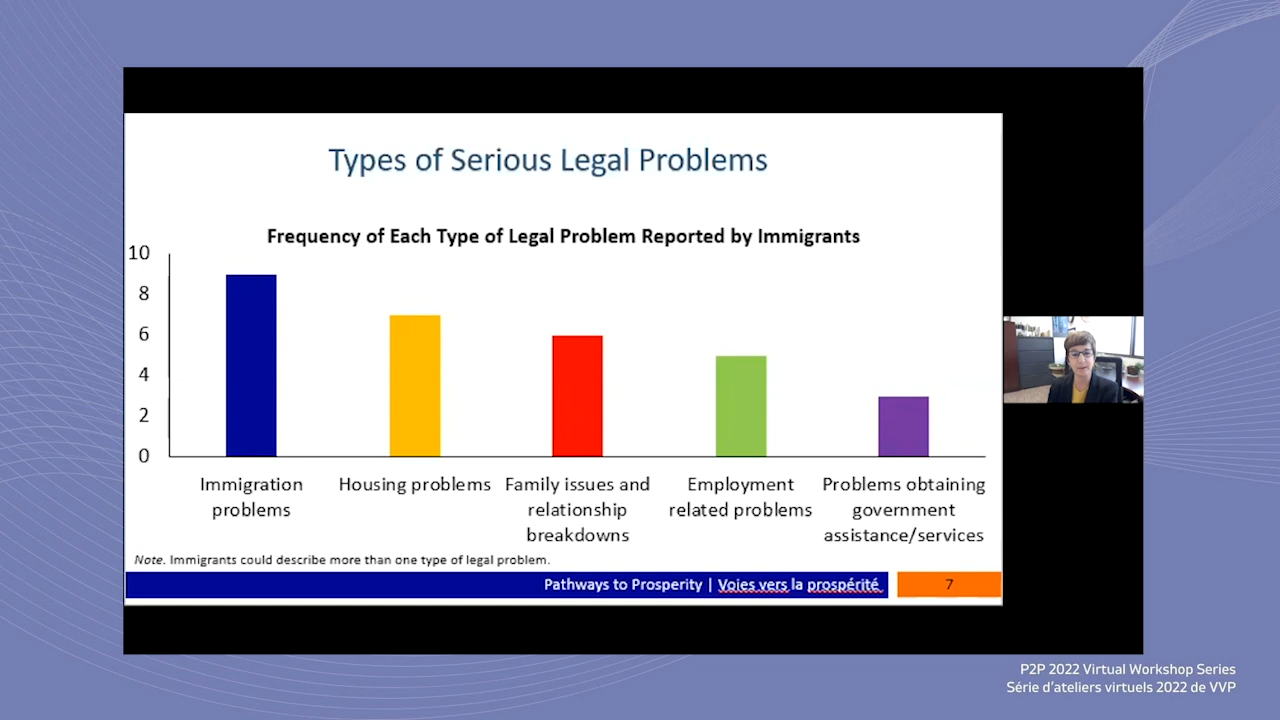 Types of Serious Legal Problems
Frequency of Each Type of Legal Problem Reported by Immigrants
10
8
6
4
2
0
Immigration
problems
Housing problems
Family issues and
relationship
breakdowns
Employment
related problems
Problems obtaining
government
assistance/services
Note. Immigrants could describe more than one type of legal problem.
Pathways to Prosperity | Voies vers la prospérité
7
P2P 2022 Virtual Workshop Series
Série d'ateliers virtuels 2022 de VVP